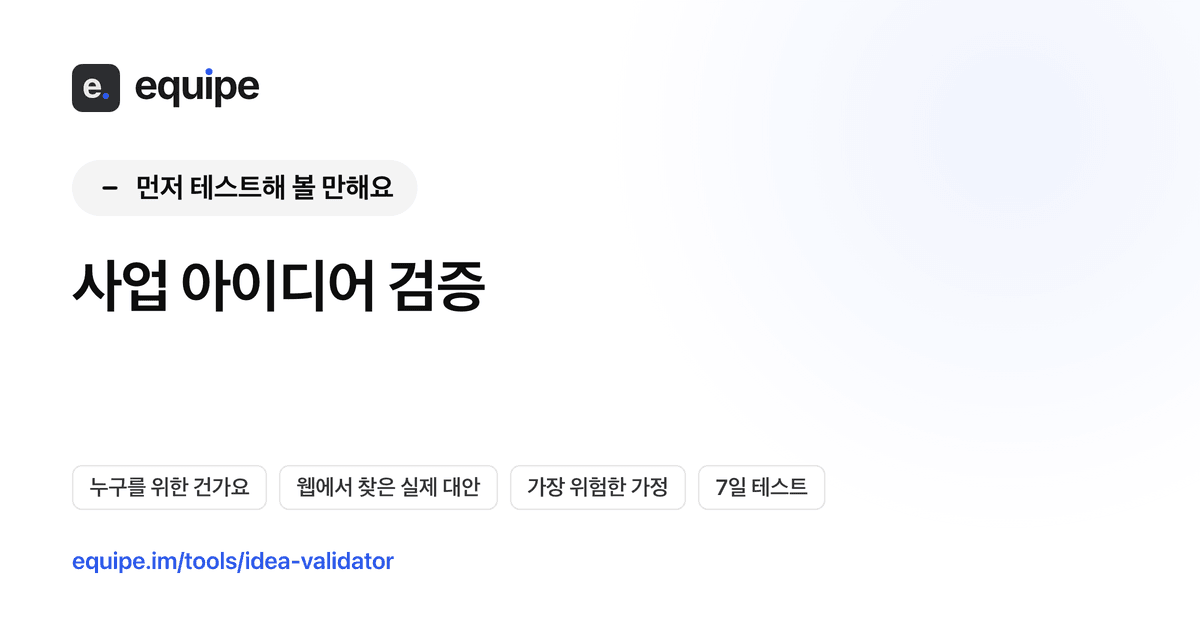 e. equipe
– 먼저 테스트해 볼 만해요
사업 아이디어 검증
누구를 위한 건가요 웹에서 찾은 실제 대안 가장 위험한 가정 7일 테스트
equipe.im/tools/idea-validator